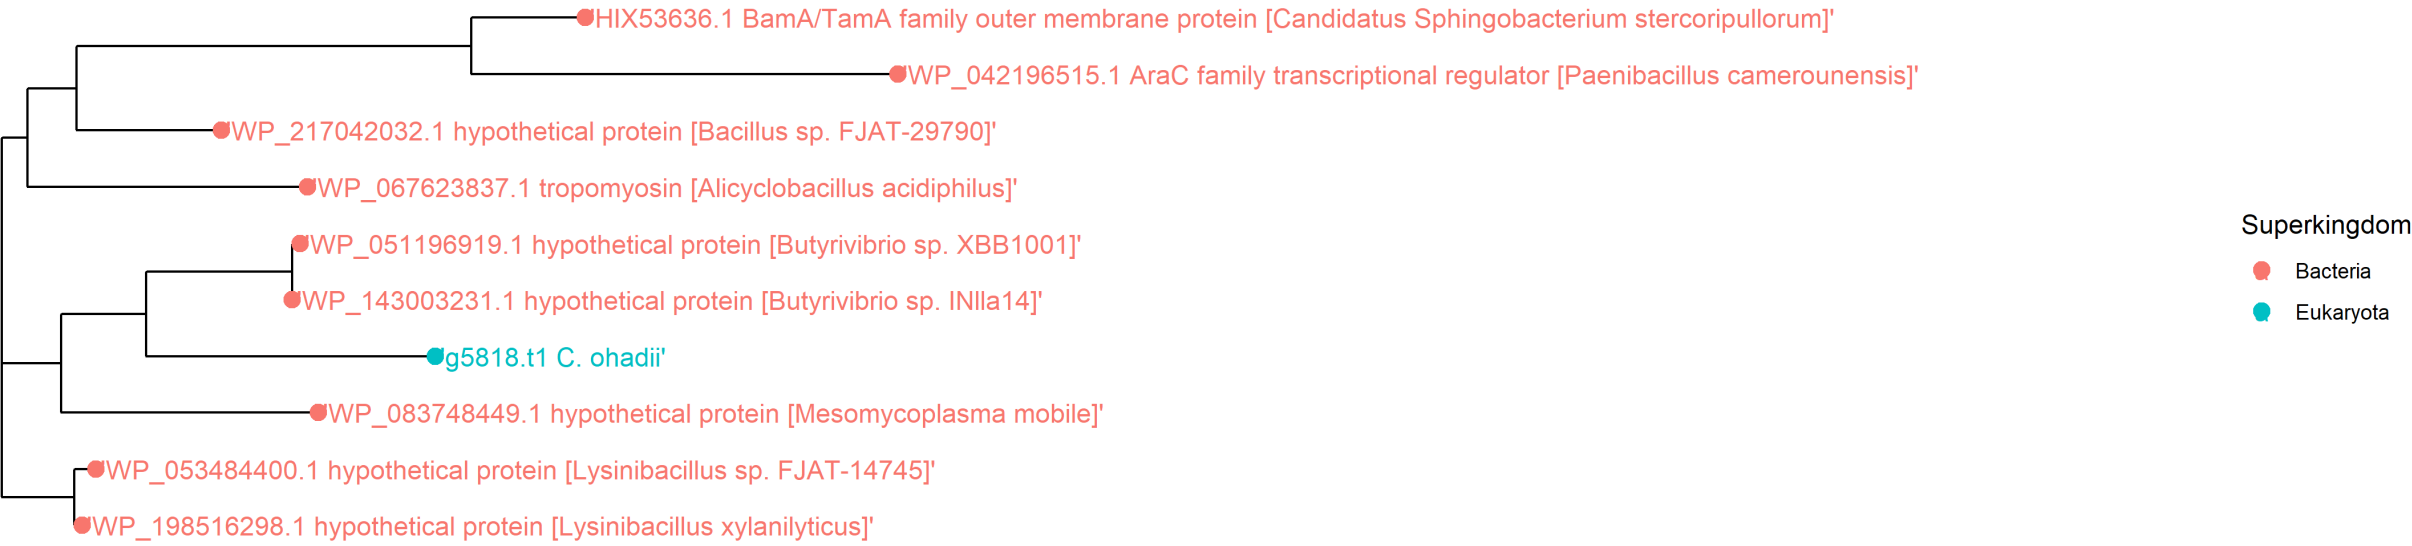 'HIX53636.1 BamA/TamA family outer membrane protein [Candidatus Sphingobacterium stercoripullorum]'
'WP_042196515.1 AraC family transcriptional regulator [Paenibacillus camerounensis]'
'WP_217042032.1 hypothetical protein [Bacillus sp. FJAT-29790]'
'WP_067623837.1 tropomyosin [Alicyclobacillus acidiphilus]'
'WP_051196919.1 hypothetical protein [Butyrivibrio sp. XBB1001]'
'WP_143003231.1 hypothetical protein [Butyrivibrio sp. INlla14]'
'g5818.t1 C. ohadii'
'WP_083748449.1 hypothetical protein [Mesomycoplasma mobile]'
'WP_053484400.1 hypothetical protein [Lysinibacillus sp. FJAT-14745]'
'WP_198516298.1 hypothetical protein [Lysinibacillus xylanilyticus]'
Superkingdom
Bacteria
Eukaryota